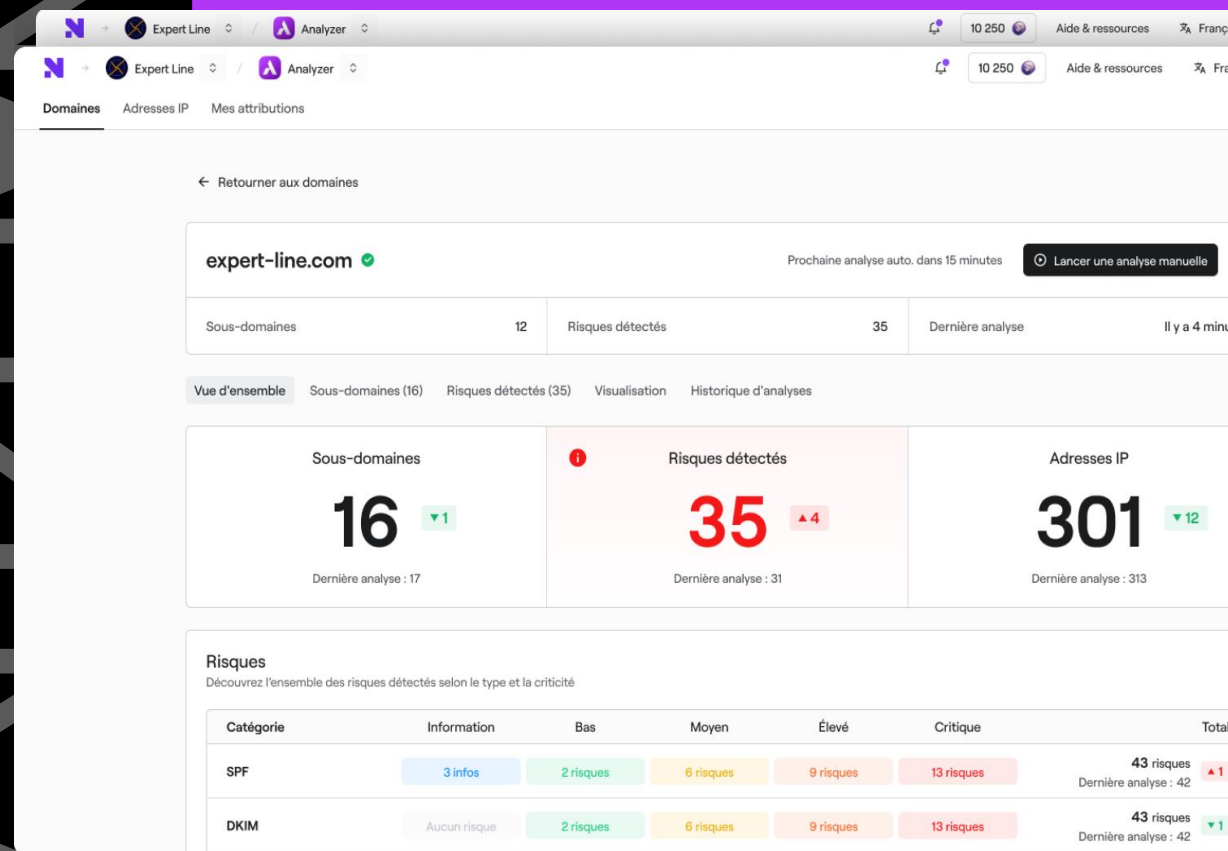 Expert Line / Analyzer 10 250 Aide & ressources França
Expert Line / Analyzer 10 250 Aide & ressources Fra
Domaines Adresses IP Mes attributions
← Retourner aux domaines
expert-line.com Prochaine analyse auto. dans 15 minutes Lancer une analyse manuelle
Sous-domaines 12 Risques détectés 35 Dernière analyse Il y a 4 minu
Vue d'ensemble Sous-domaines (16) Risques détectés (35) Visualisation Historique d'analyses
Sous-domaines Risques détectés Adresses IP
16 ▼1 35 ▲4 301 ▼12
Dernière analyse : 17 Dernière analyse : 31 Dernière analyse : 313
Risques
Découvrez l'ensemble des risques détectés selon le type et la criticité
Catégorie Information Bas Moyen Élevé Critique Total
SPF 3 infos 2 risques 6 risques 9 risques 13 risques 43 risques ▲1
Dernière analyse : 42
DKIM Aucun risque 2 risques 6 risques 9 risques 13 risques 43 risques ▼1
Dernière analyse : 42